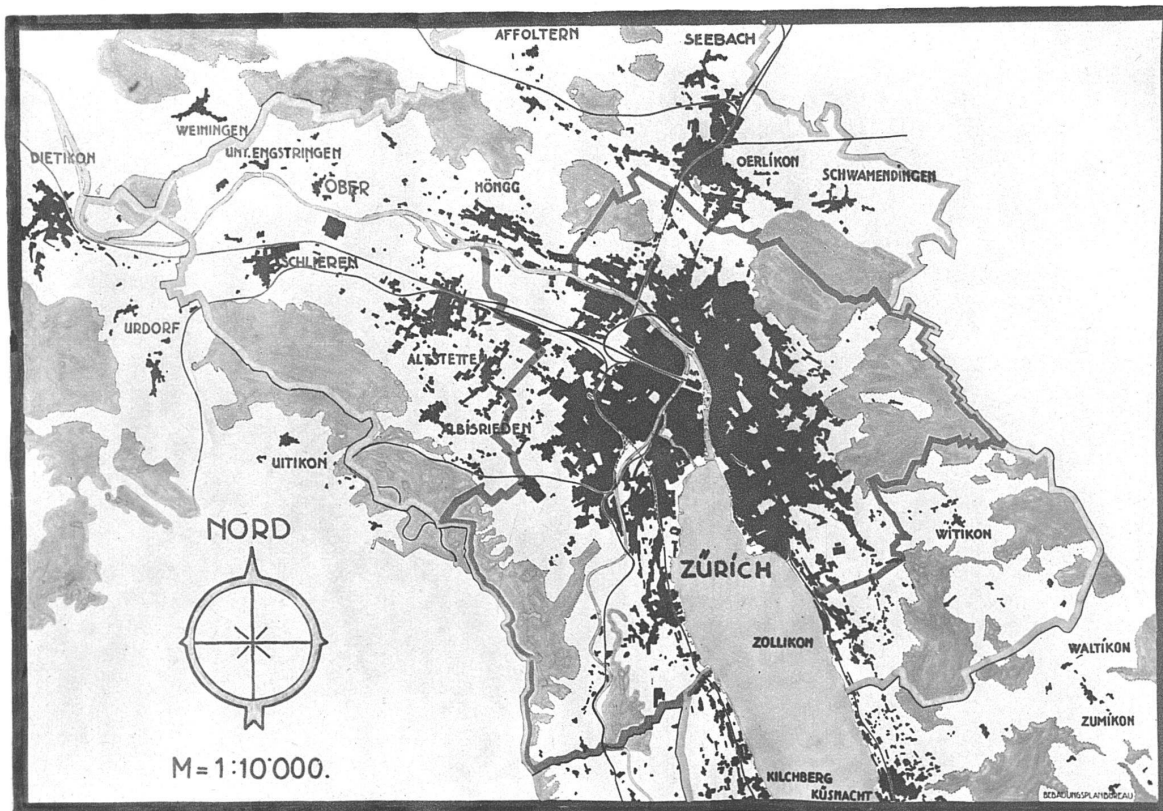 AFFOLTERN
SEEBACH
WEININGEN
DIETIKON
UNT. ENGSTRINGEN
OBER
HÖNGG
OERLIKON
SCHWAMENDINGEN
SCHLIEREN
URDORF
ALTSTETTEN
ALBISRIEDEN
UITIKON
NORD
WITIKON
ZÜRICH
ZOLLIKON
WALTIKON
ZUMIKON
M=1:10'000.
KILCHBERG
KÜSNACHT
BEBAUUNGSPLANBUREAU